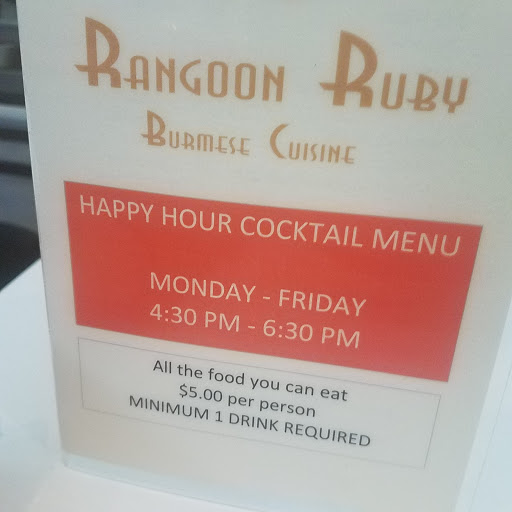 RANGOON RUBY
BURMESE CUISINE
HAPPY HOUR COCKTAIL MENU
MONDAY - FRIDAY
4:30 PM - 6:30 PM
All the food you can eat
$5.00 per person
MINIMUM 1 DRINK REQUIRED